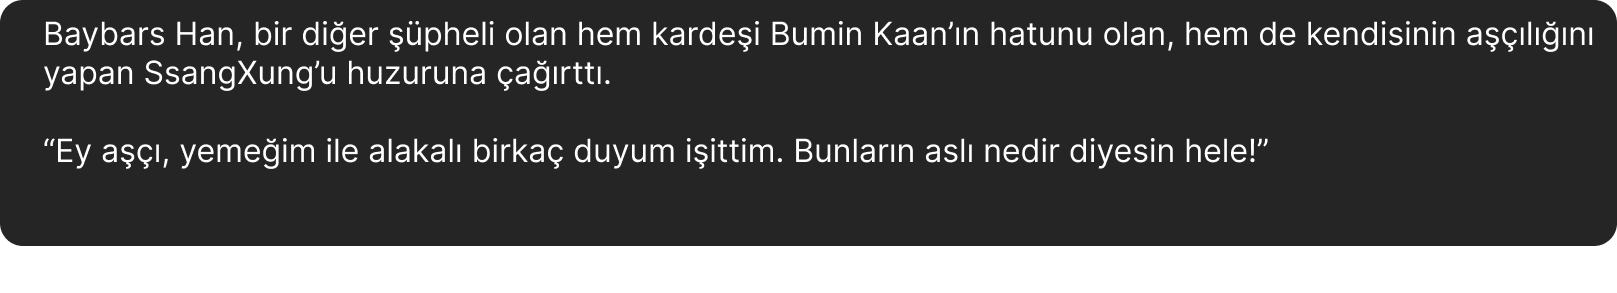 Baybars Han, bir diğer şüpheli olan hem kardeşi Bumin Kaan’ın hatunu olan, hem de kendisinin aşçılığını
yapan SsangXung’u huzuruna çağırttı.
“Ey aşçı, yemeğim ile alakalı birkaç duyum işittim. Bunların aslı nedir diyesin hele!”